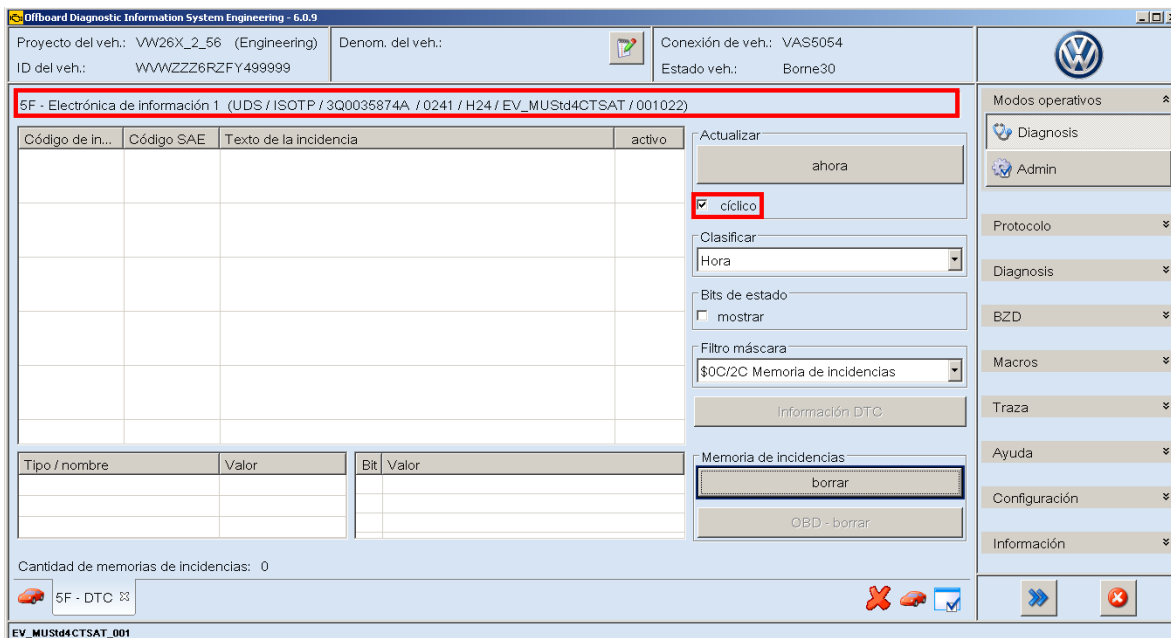 Offboard Diagnostic Information System Engineering - 6.0.9
Proyecto del veh.: VW26X_2_56 (Engineering)
ID del veh.: WVWZZZ6RZFY499999
Denom. del veh.:
Conexión de veh.: VAS5054
Estado veh.: Borne30
5F - Electrónica de información 1 (UDS / ISOTP / 3Q0035874A / 0241 / H24 / EV_MUStd4CTSAT / 001022)
Código de in... Código SAE Texto de la incidencia activo
Actualizar
ahora
cíclico
Clasificar
Hora
Bits de estado
mostrar
Filtro máscara
$0C/2C Memoria de incidencias
Información DTC
Tipo / nombre Valor
Bit Valor
Memoria de incidencias
borrar
OBD - borrar
Cantidad de memorias de incidencias: 0
5F - DTC
EV_MUStd4CTSAT_001
Modos operativos
Diagnosis
Admin
Protocolo
Diagnosis
BZD
Macros
Traza
Ayuda
Configuración
Información